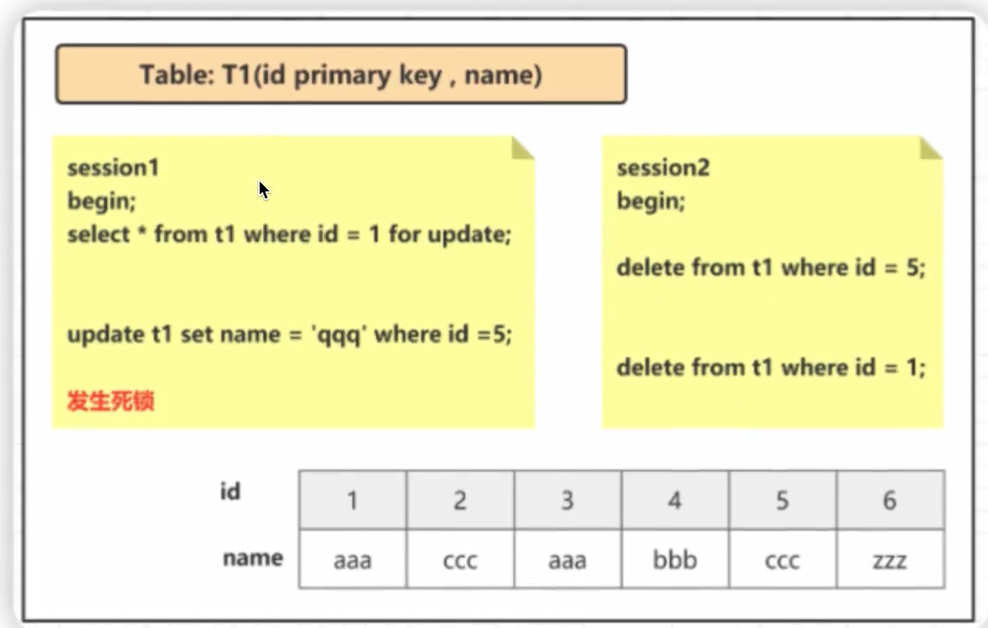 Table: T1(id primary key , name)
session1
begin;
select * from t1 where id = 1 for update;
update t1 set name = 'qqq' where id =5;
发生死锁
session2
begin;
delete from t1 where id = 5;
delete from t1 where id = 1;
id 1 2 3 4 5 6
name aaa ccc aaa bbb ccc zzz